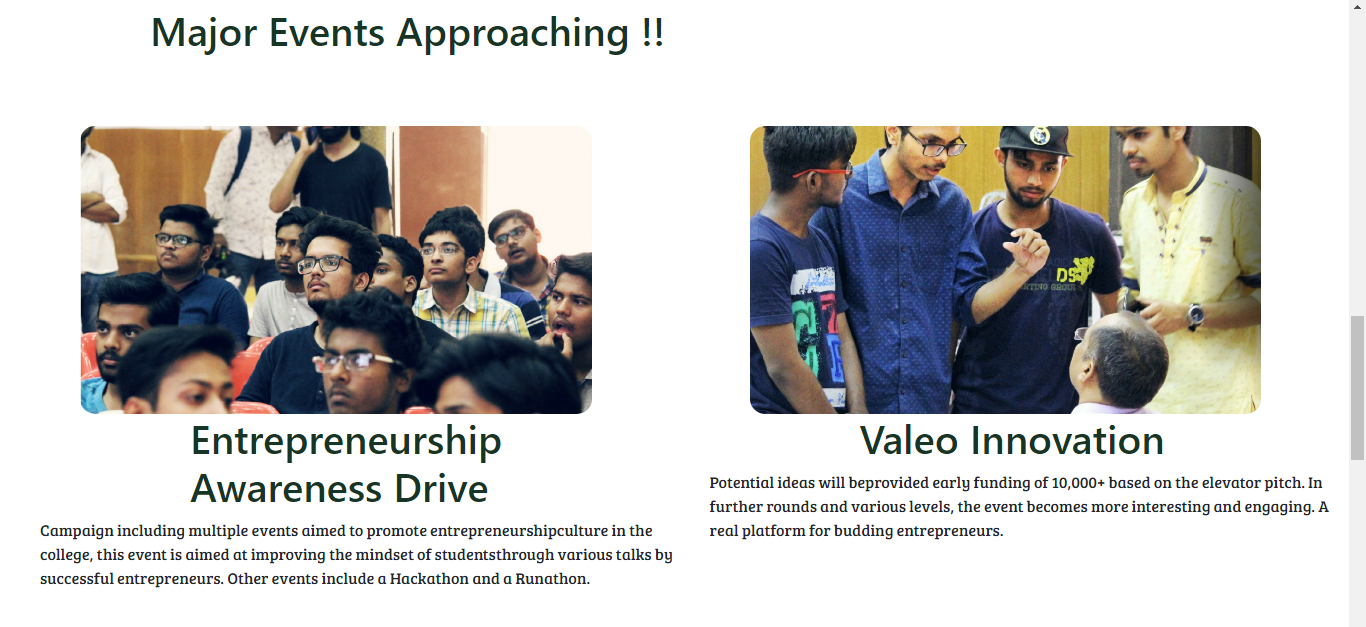 Major Events Approaching !!
DS
RTING GROUP
Entrepreneurship
Awareness Drive
Campaign including multiple events aimed to promote entrepreneurshipculture in the
college, this event is aimed at improving the mindset of studentsthrough various talks by
successful entrepreneurs. Other events include a Hackathon and a Runathon.
Valeo Innovation
Potential ideas will beprovided early funding of 10,000+ based on the elevator pitch. In
further rounds and various levels, the event becomes more interesting and engaging. A
real platform for budding entrepreneurs.